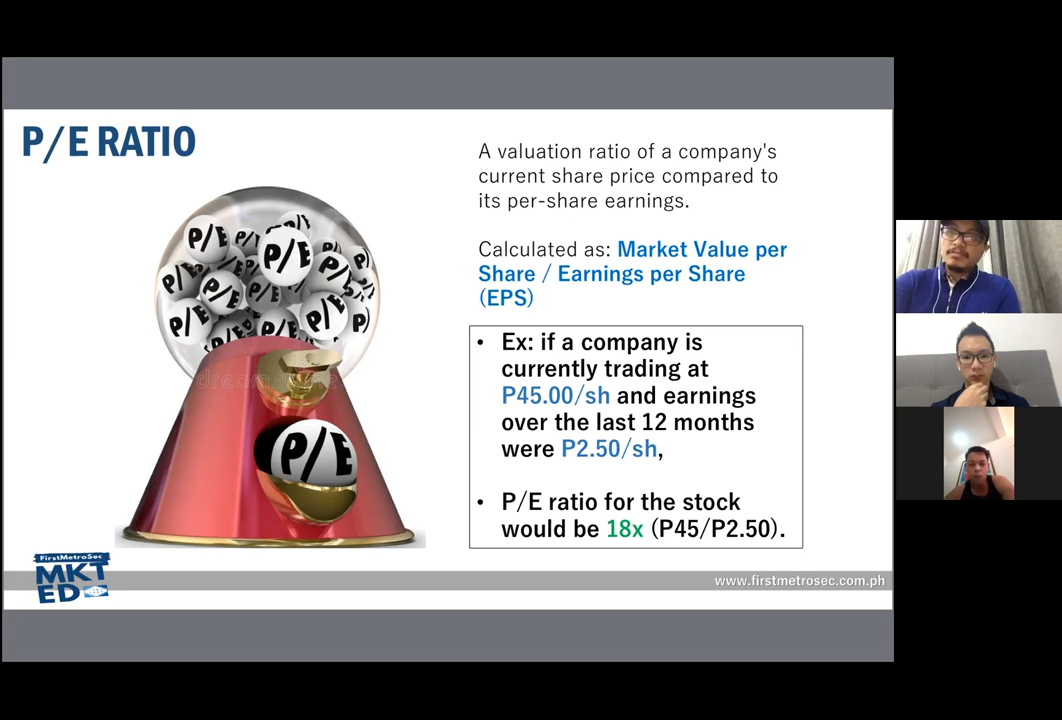 P/E RATIO
A valuation ratio of a company's
current share price compared to
its per-share earnings.
Calculated as: Market Value per
Share / Earnings per Share
(EPS)
• Ex: if a company is
currently trading at
P45.00/sh and earnings
over the last 12 months
were P2.50/sh,
• P/E ratio for the stock
would be 18x (P45/P2.50).
P/E
P/E
P/E
P/E
P/E
P/E
P/E
P/E
FirstMetroSec
MKT
ED
www.firstmetrosec.com.ph